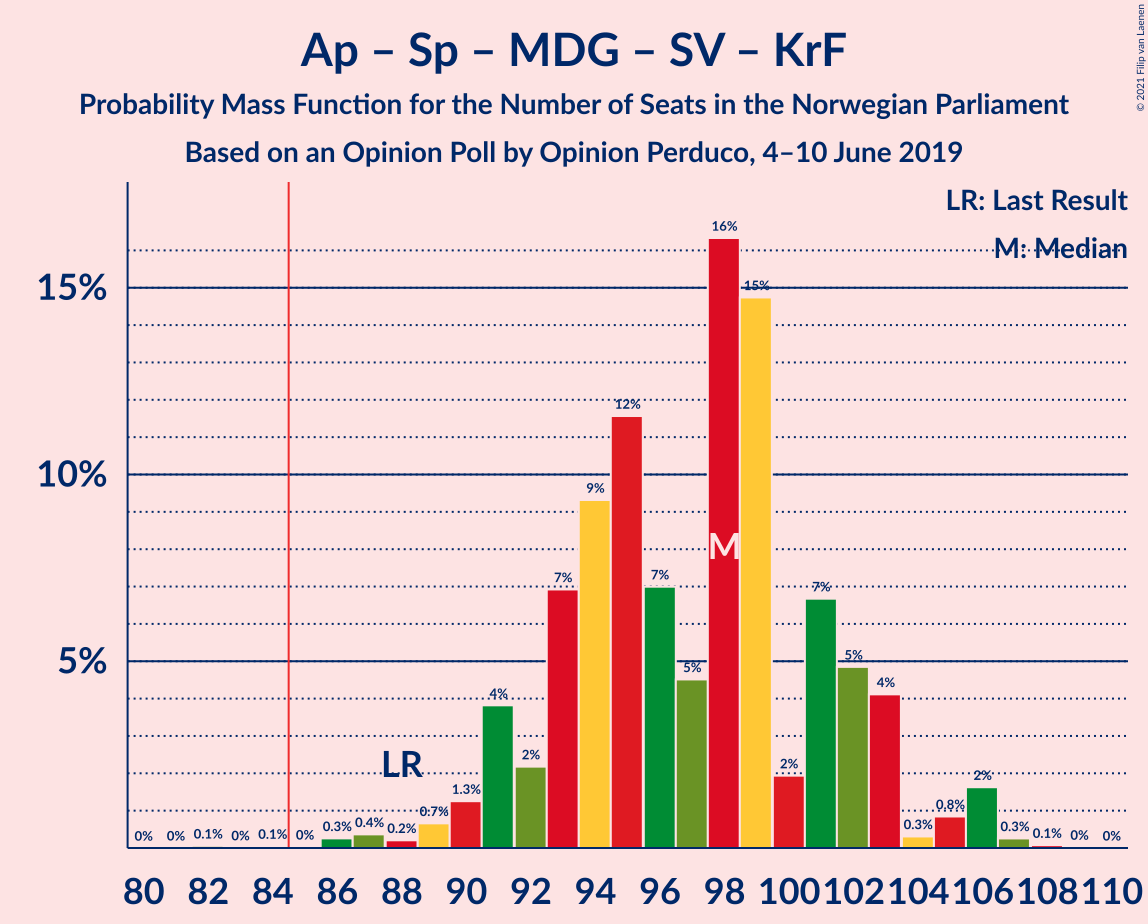 Ap – Sp – MDG – SV – KrF
Probability Mass Function for the Number of Seats in the Norwegian Parliament
Based on an Opinion Poll by Opinion Perduco, 4–10 June 2019
© 2021 Filip van Laenen
LR: Last Result
M: Median
15%
10%
5%
0% 0% 0.1% 0% 0.1% 0% 0.3% 0.4% 0.2% 0.7% 1.3% 4% 2% 7% 9% 12% 7% 5% 16% 15% 2% 7% 5% 4% 0.3% 0.8% 2% 0.3% 0.1% 0% 0%
LR
M
80 82 84 86 88 90 92 94 96 98 100 102 104 106 108 110